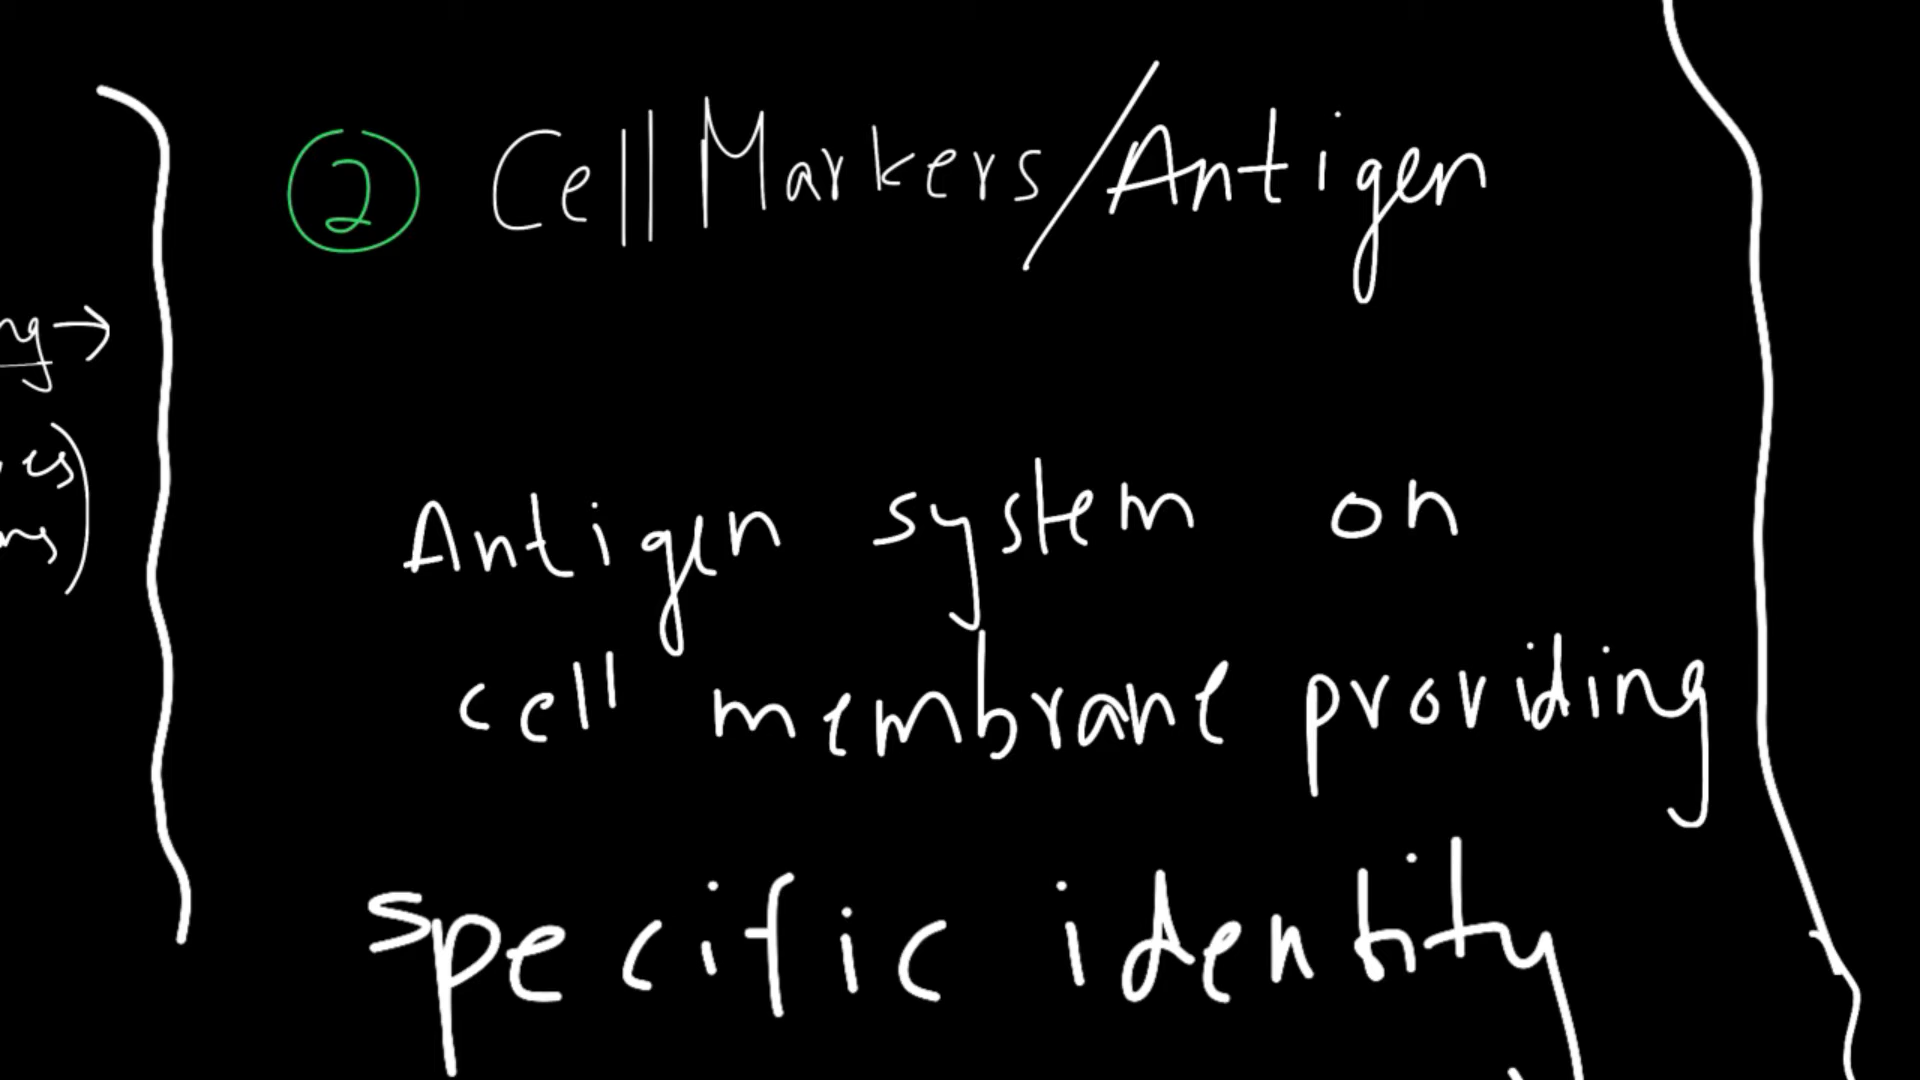 ② Cell Markers/Antigen
Antigen system on
cell membrane providing
specific identity